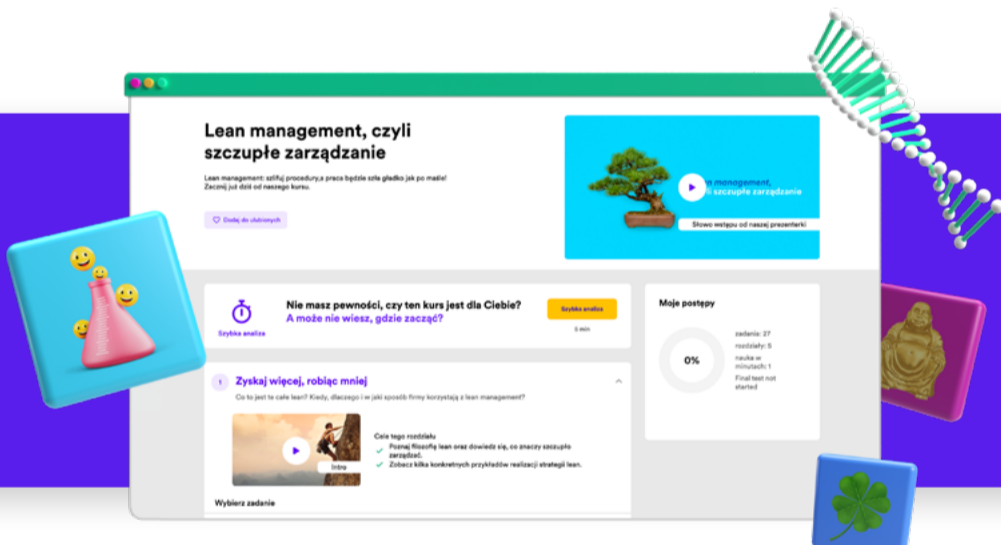 Lean management, czyli
szczupłe zarządzanie
Lean management: szlifuj procedury,a praca będzie szła gładko jak po maśle!
Zacznij już dziś od naszego kursu.
Dodaj do ulubionych
n management,
li szczupłe zarządzanie
Słowo wstępu od naszej prezenterki
Szybka analiza
Nie masz pewności, czy ten kurs jest dla Ciebie?
A może nie wiesz, gdzie zacząć?
Szybka analiza
5 min
Moje postępy
0%
zadania: 27
rozdziały: 5
nauka w
minutach: 1
Final test not
started
1 Zyskaj więcej, robiąc mniej
Co to jest te całe lean? Kiedy, dlaczego i w jaki sposób firmy korzystają z lean management?
Intro
Cele tego rozdziału
Poznaj filozofię lean oraz dowiedz się, co znaczy szczupło
zarządzać.
Zobacz kilka konkretnych przykładów realizacji strategii lean.
Wybierz zadanie